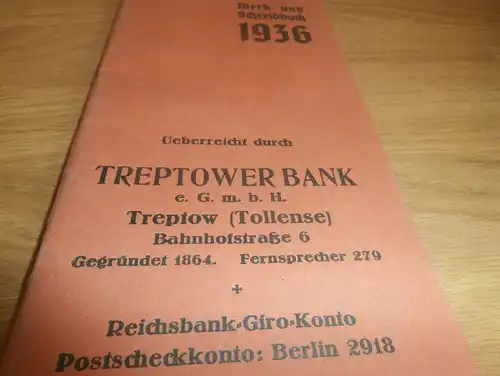 Merk- und
Schreibbuch
1936
Ueberreicht durch
TREPTOWER BANK
e. G. m. b. H.
Treptow (Tollense)
Bahnhofstraße 6
Gegründet 1864. Fernsprecher 279
+
Reichsbank-Giro-Konto
Postscheckkonto: Berlin 2918